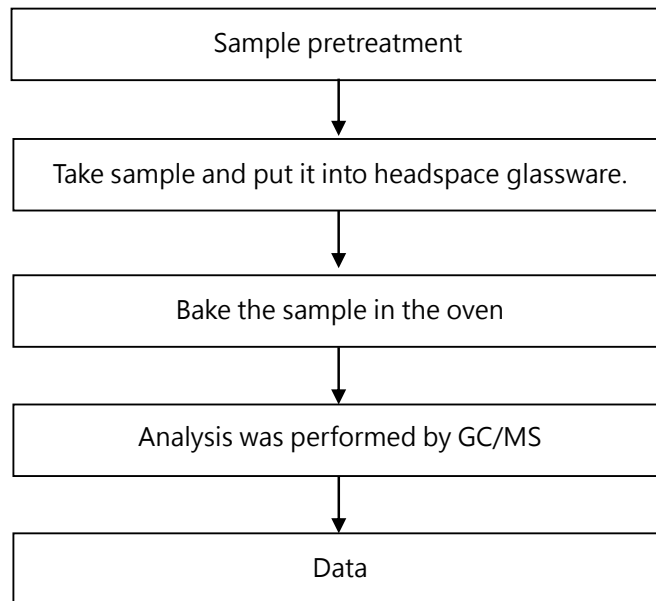 Sample pretreatment
Take sample and put it into headspace glassware.
Bake the sample in the oven
Analysis was performed by GC/MS
Data